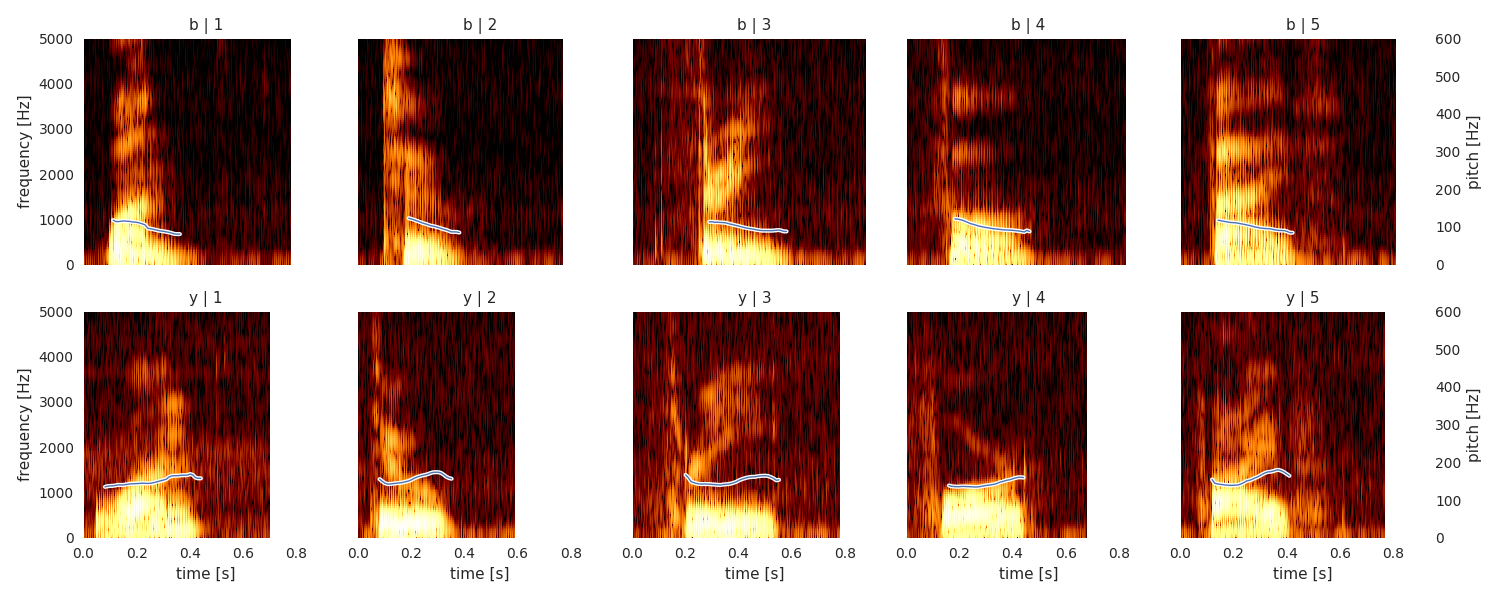 b | 1
b | 2
b | 3
b | 4
b | 5
frequency [Hz]
5000
4000
3000
2000
1000
0
600
500
400
300
200
100
0
pitch [Hz]
y | 1
y | 2
y | 3
y | 4
y | 5
frequency [Hz]
5000
4000
3000
2000
1000
0
600
500
400
300
200
100
0
pitch [Hz]
0.0 0.2 0.4 0.6 0.8
0.0 0.2 0.4 0.6 0.8
0.0 0.2 0.4 0.6 0.8
0.0 0.2 0.4 0.6 0.8
0.0 0.2 0.4 0.6 0.8
time [s]
time [s]
time [s]
time [s]
time [s]